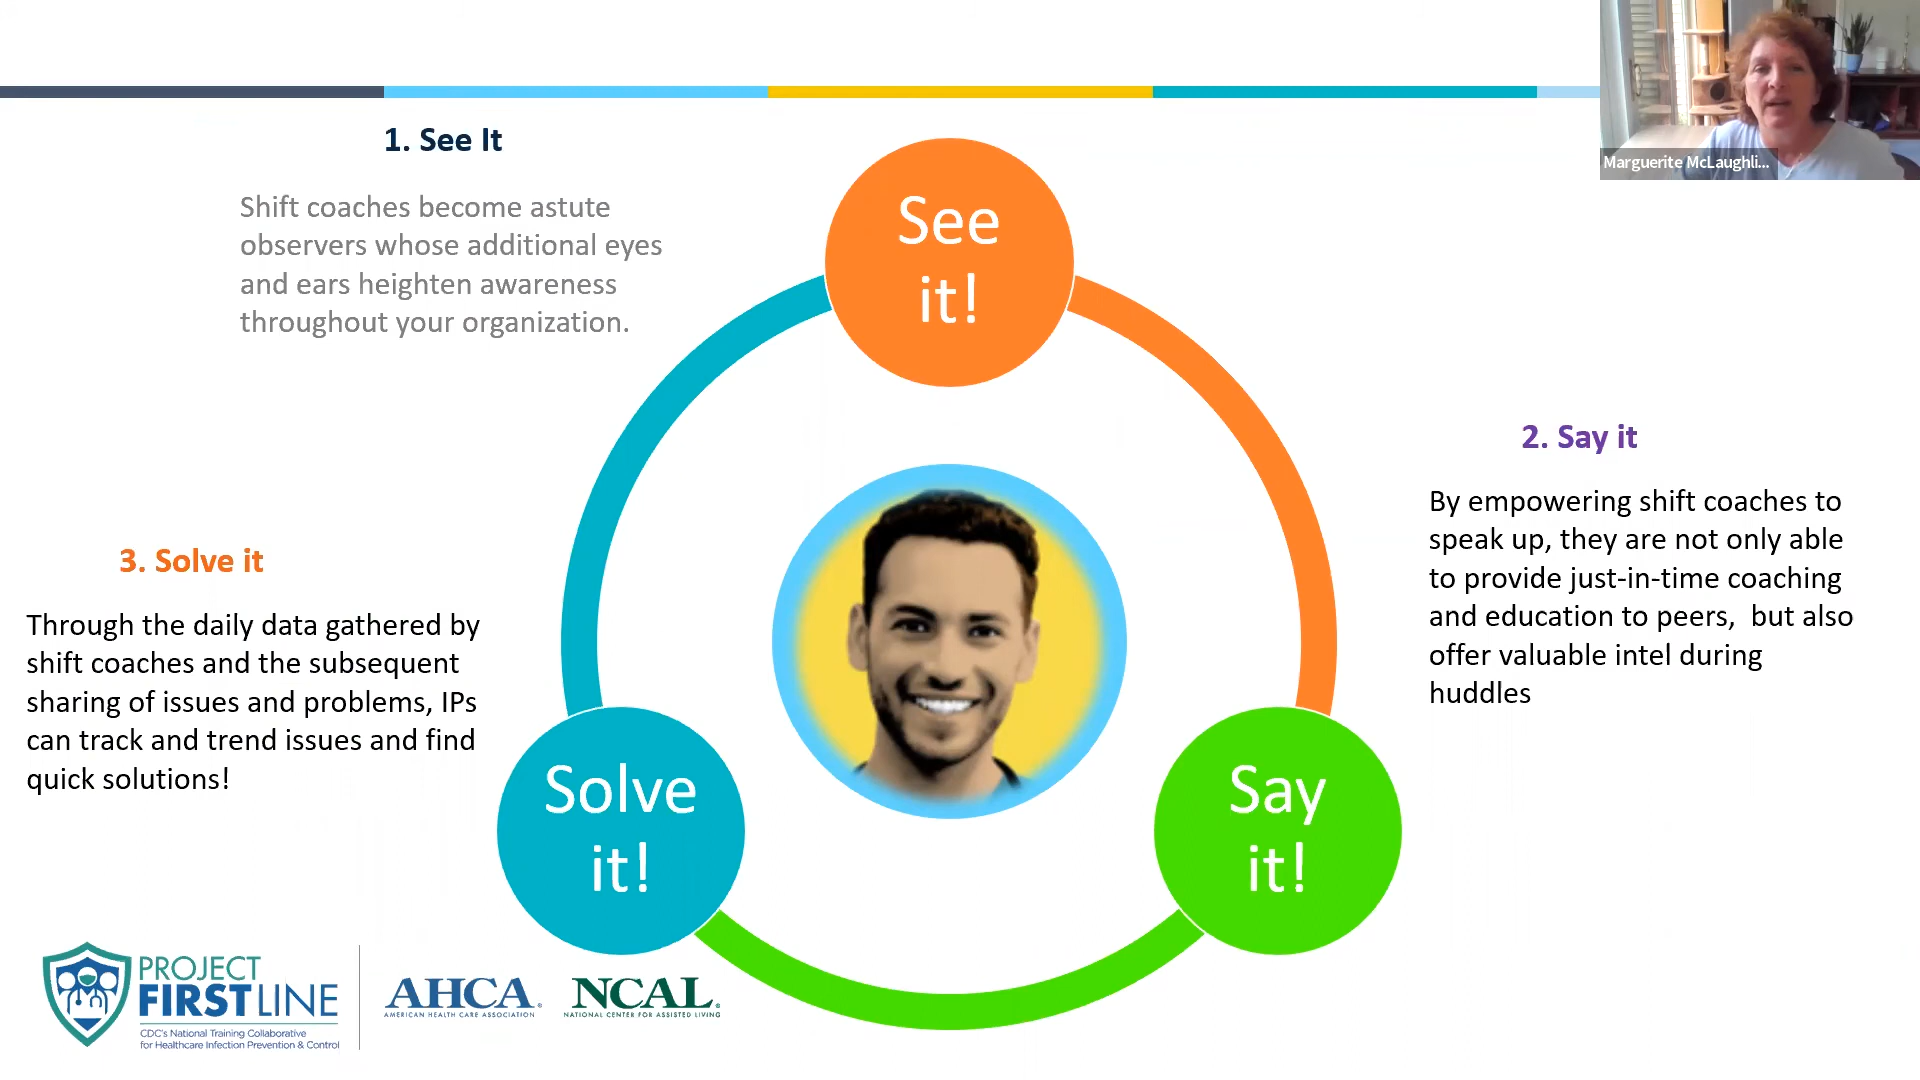 Marguerite McLaughli...
1. See It
Shift coaches become astute
observers whose additional eyes
and ears heighten awareness
throughout your organization.
See
it!
2. Say it
By empowering shift coaches to
speak up, they are not only able
to provide just-in-time coaching
and education to peers,  but also
offer valuable intel during
huddles
3. Solve it
Through the daily data gathered by
shift coaches and the subsequent
sharing of issues and problems, IPs
can track and trend issues and find
quick solutions!
Solve
it!
Say
it!
PROJECT
FIRSTLINE
CDC's National Training Collaborative
for Healthcare Infection Prevention & Control
AHCA
AMERICAN HEALTH CARE ASSOCIATION
NCAL
NATIONAL CENTER FOR ASSISTED LIVING